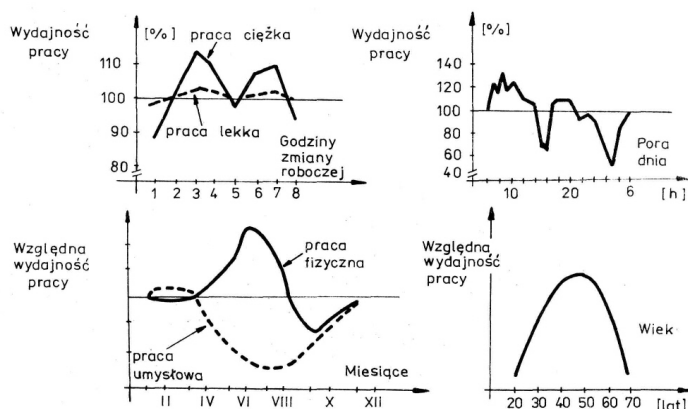 Wydajność
pracy
[%]
praca ciężka
110
100
90
80
praca lekka
Godziny
zmiany
roboczej
1 2 3 4 5 6 7 8
Wydajność
pracy
[%]
140
120
100
80
60
40
Pora
dnia
10 20 6 [h]
Względna
wydajność
pracy
praca
fizyczna
praca
umysłowa
Miesiące
II IV VI VIII X XII
Względna
wydajność
pracy
Wiek
20 30 40 50 60 70 [lat]